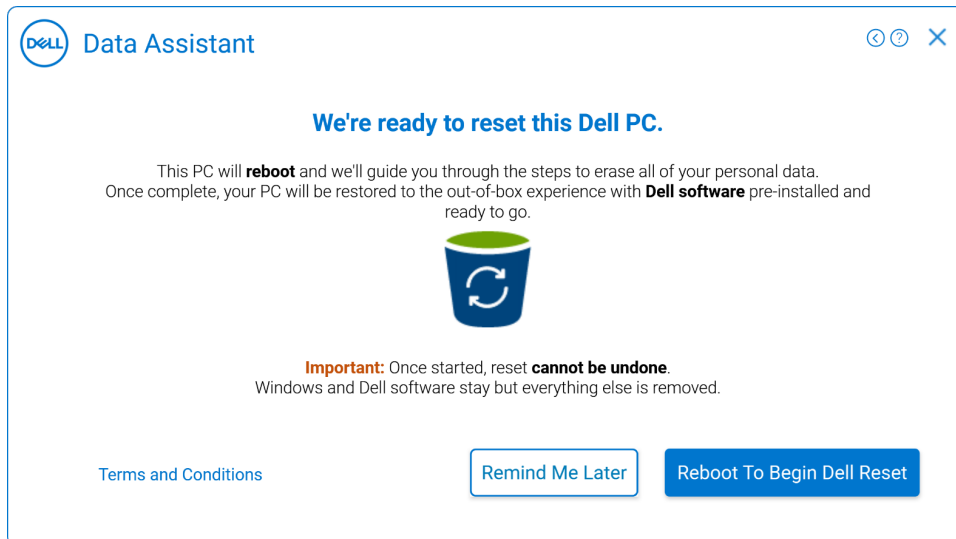 DELL Data Assistant
We're ready to reset this Dell PC.
This PC will reboot and we'll guide you through the steps to erase all of your personal data.
Once complete, your PC will be restored to the out-of-box experience with Dell software pre-installed and
ready to go.
Important: Once started, reset cannot be undone.
Windows and Dell software stay but everything else is removed.
Terms and Conditions
Remind Me Later
Reboot To Begin Dell Reset